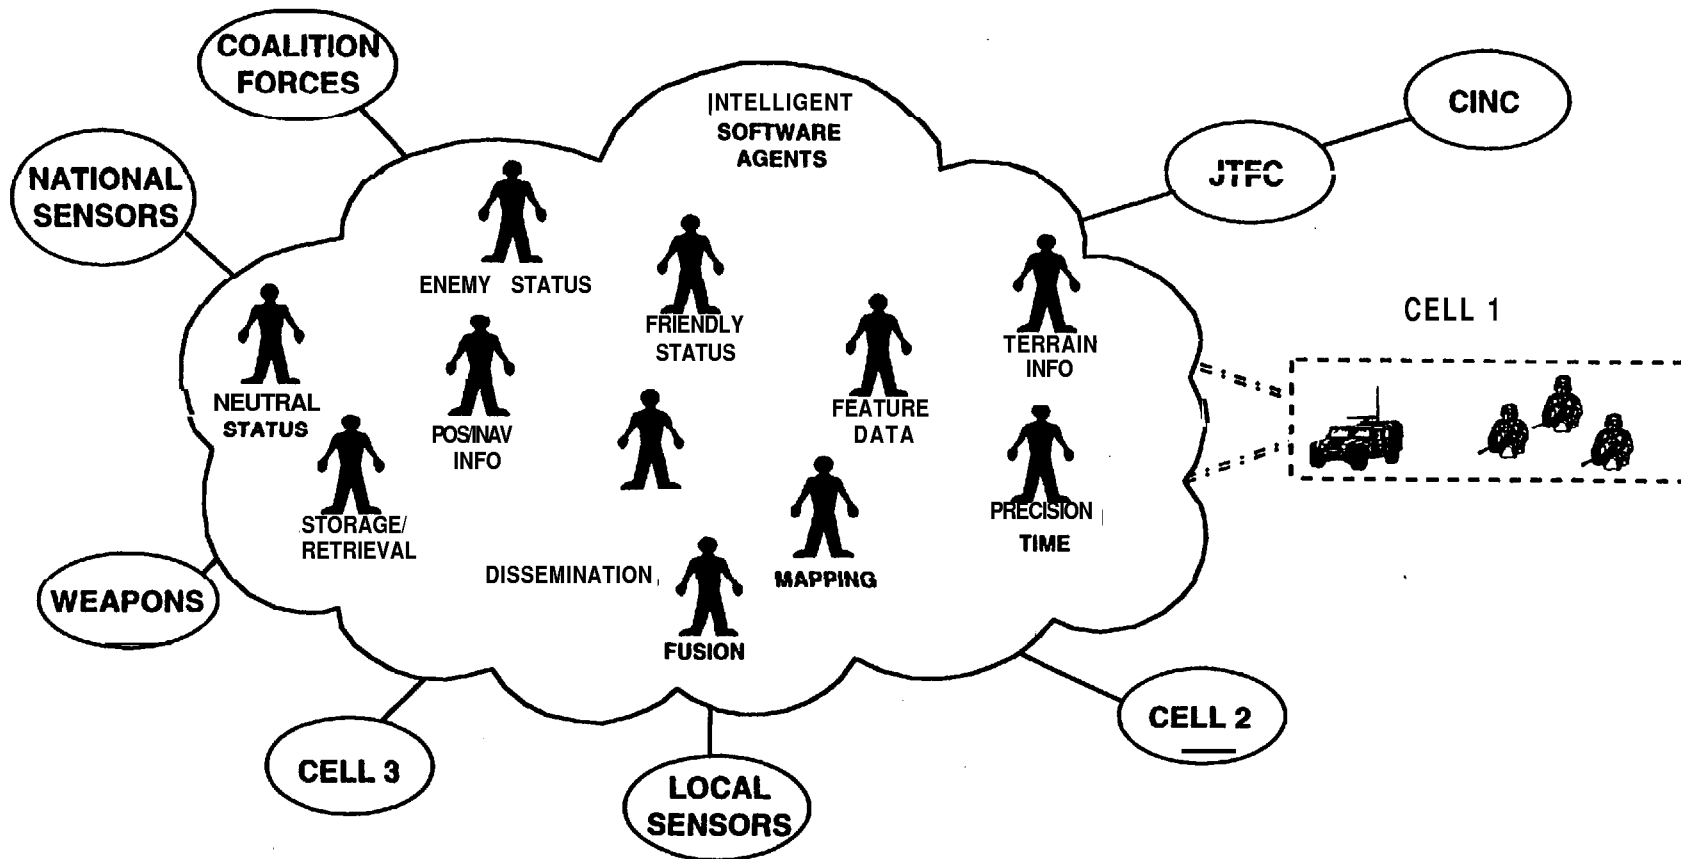 COALITION
FORCES
INTELLIGENT
SOFTWARE
AGENTS
CINC
JTFC
NATIONAL
SENSORS
ENEMY STATUS
FRIENDLY
STATUS
TERRAIN
INFO
CELL 1
NEUTRAL
STATUS
POS/INAV
INFO
FEATURE
DATA
STORAGE/
RETRIEVAL
PRECISION
TIME
DISSEMINATION
MAPPING
WEAPONS
FUSION
CELL 2
CELL 3
LOCAL
SENSORS